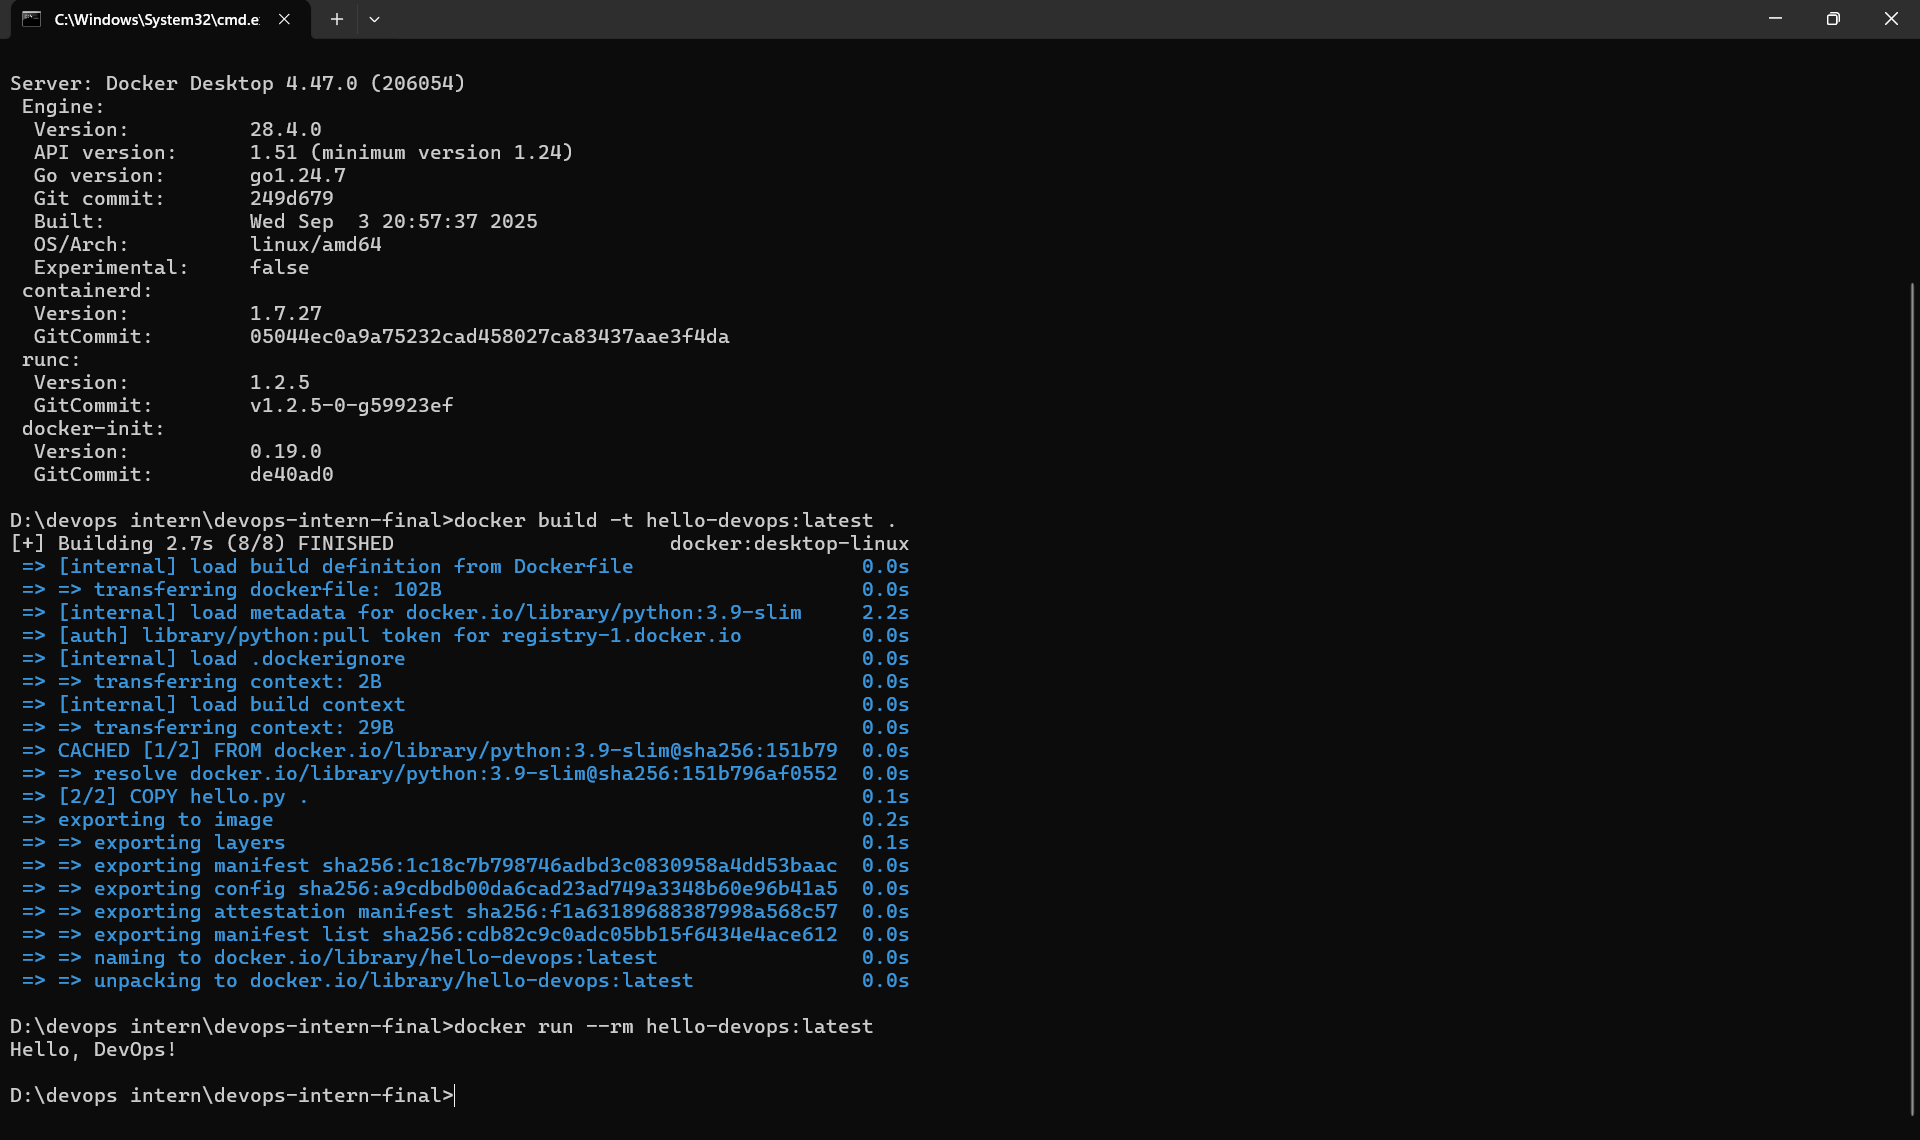 C:\Windows\System32\cmd.e
Server: Docker Desktop 4.47.0 (206054)
 Engine:
  Version:          28.4.0
  API version:      1.51 (minimum version 1.24)
  Go version:       go1.24.7
  Git commit:       249d679
  Built:            Wed Sep  3 20:57:37 2025
  OS/Arch:          linux/amd64
  Experimental:     false
 containerd:
  Version:          1.7.27
  GitCommit:        05044ec0a9a75232cad458027ca83437aae3f4da
 runc:
  Version:          1.2.5
  GitCommit:        v1.2.5-0-g59923ef
 docker-init:
  Version:          0.19.0
  GitCommit:        de40ad0
D:\devops intern\devops-intern-final>docker build -t hello-devops:latest .
[+] Building 2.7s (8/8) FINISHED                       docker:desktop-linux
 => [internal] load build definition from Dockerfile                   0.0s
 => => transferring dockerfile: 102B                                   0.0s
 => [internal] load metadata for docker.io/library/python:3.9-slim     2.2s
 => [auth] library/python:pull token for registry-1.docker.io          0.0s
 => [internal] load .dockerignore                                      0.0s
 => => transferring context: 2B                                        0.0s
 => [internal] load build context                                      0.0s
 => => transferring context: 29B                                       0.0s
 => CACHED [1/2] FROM docker.io/library/python:3.9-slim@sha256:151b79  0.0s
 => => resolve docker.io/library/python:3.9-slim@sha256:151b796af0552  0.0s
 => [2/2] COPY hello.py .                                              0.1s
 => exporting to image                                                 0.2s
 => => exporting layers                                                0.1s
 => => exporting manifest sha256:1c18c7b798746adbd3c0830958a4dd53baac  0.0s
 => => exporting config sha256:a9cdbdb00da6cad23ad749a3348b60e96b41a5  0.0s
 => => exporting attestation manifest sha256:f1a63189688387998a568c57  0.0s
 => => exporting manifest list sha256:cdb82c9c0adc05bb15f6434e4ace612  0.0s
 => => naming to docker.io/library/hello-devops:latest                 0.0s
 => => unpacking to docker.io/library/hello-devops:latest              0.0s
D:\devops intern\devops-intern-final>docker run --rm hello-devops:latest
Hello, DevOps!
D:\devops intern\devops-intern-final>